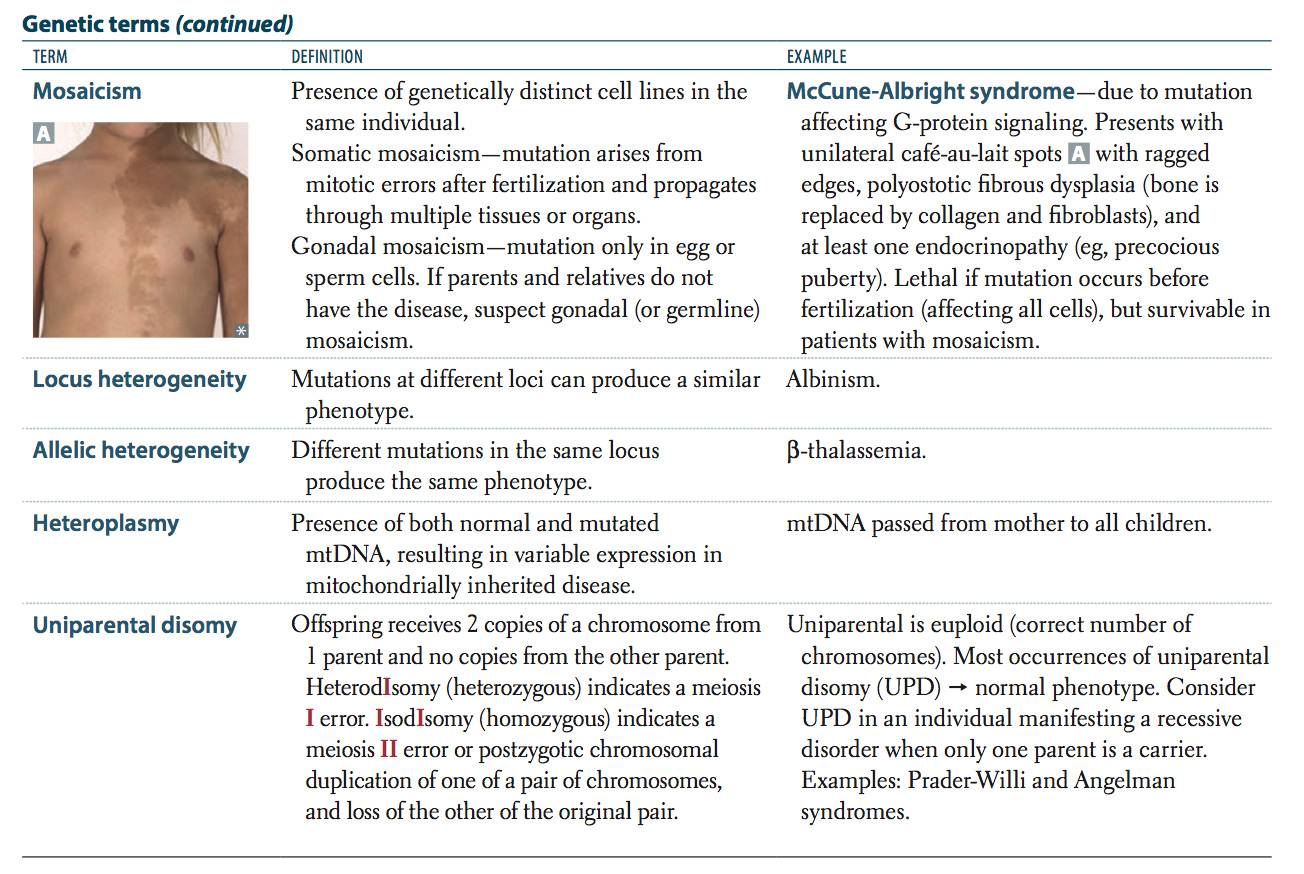 Genetic terms (continued)
TERM DEFINITION EXAMPLE
Mosaicism
A
*
Presence of genetically distinct cell lines in the
same individual.
Somatic mosaicism—mutation arises from
mitotic errors after fertilization and propagates
through multiple tissues or organs.
Gonadal mosaicism—mutation only in egg or
sperm cells. If parents and relatives do not
have the disease, suspect gonadal (or germline)
mosaicism.
McCune-Albright syndrome—due to mutation
affecting G-protein signaling. Presents with
unilateral café-au-lait spots A with ragged
edges, polyostotic fibrous dysplasia (bone is
replaced by collagen and fibroblasts), and
at least one endocrinopathy (eg, precocious
puberty). Lethal if mutation occurs before
fertilization (affecting all cells), but survivable in
patients with mosaicism.
Locus heterogeneity
Mutations at different loci can produce a similar
phenotype.
Albinism.
Allelic heterogeneity
Different mutations in the same locus
produce the same phenotype.
β-thalassemia.
Heteroplasmy
Presence of both normal and mutated
mtDNA, resulting in variable expression in
mitochondrially inherited disease.
mtDNA passed from mother to all children.
Uniparental disomy
Offspring receives 2 copies of a chromosome from
1 parent and no copies from the other parent.
HeterodIsomy (heterozygous) indicates a meiosis
I error. IsodIsomy (homozygous) indicates a
meiosis II error or postzygotic chromosomal
duplication of one of a pair of chromosomes,
and loss of the other of the original pair.
Uniparental is euploid (correct number of
chromosomes). Most occurrences of uniparental
disomy (UPD) → normal phenotype. Consider
UPD in an individual manifesting a recessive
disorder when only one parent is a carrier.
Examples: Prader-Willi and Angelman
syndromes.